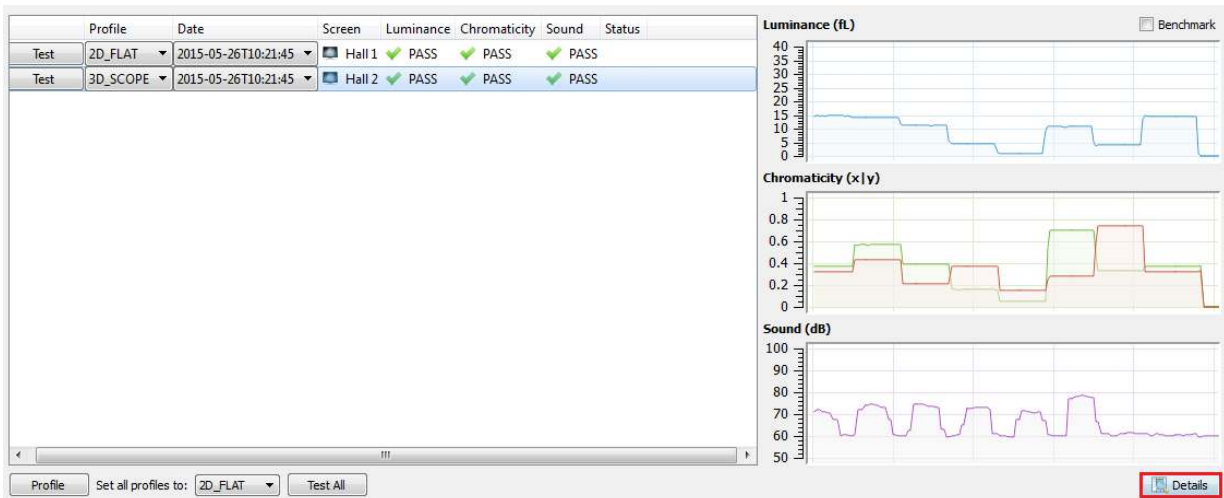 Profile Date Screen Luminance Chromaticity Sound Status
Test 2D_FLAT 2015-05-26T10:21:45 Hall 1 PASS PASS PASS
Test 3D_SCOPE 2015-05-26T10:21:45 Hall 2 PASS PASS PASS
Profile Set all profiles to: 2D_FLAT Test All
Luminance (fL) Benchmark
40
35
30
25
20
15
10
5
0
Chromaticity (x|y)
1
0.8
0.6
0.4
0.2
0
Sound (dB)
100
90
80
70
60
50
Details